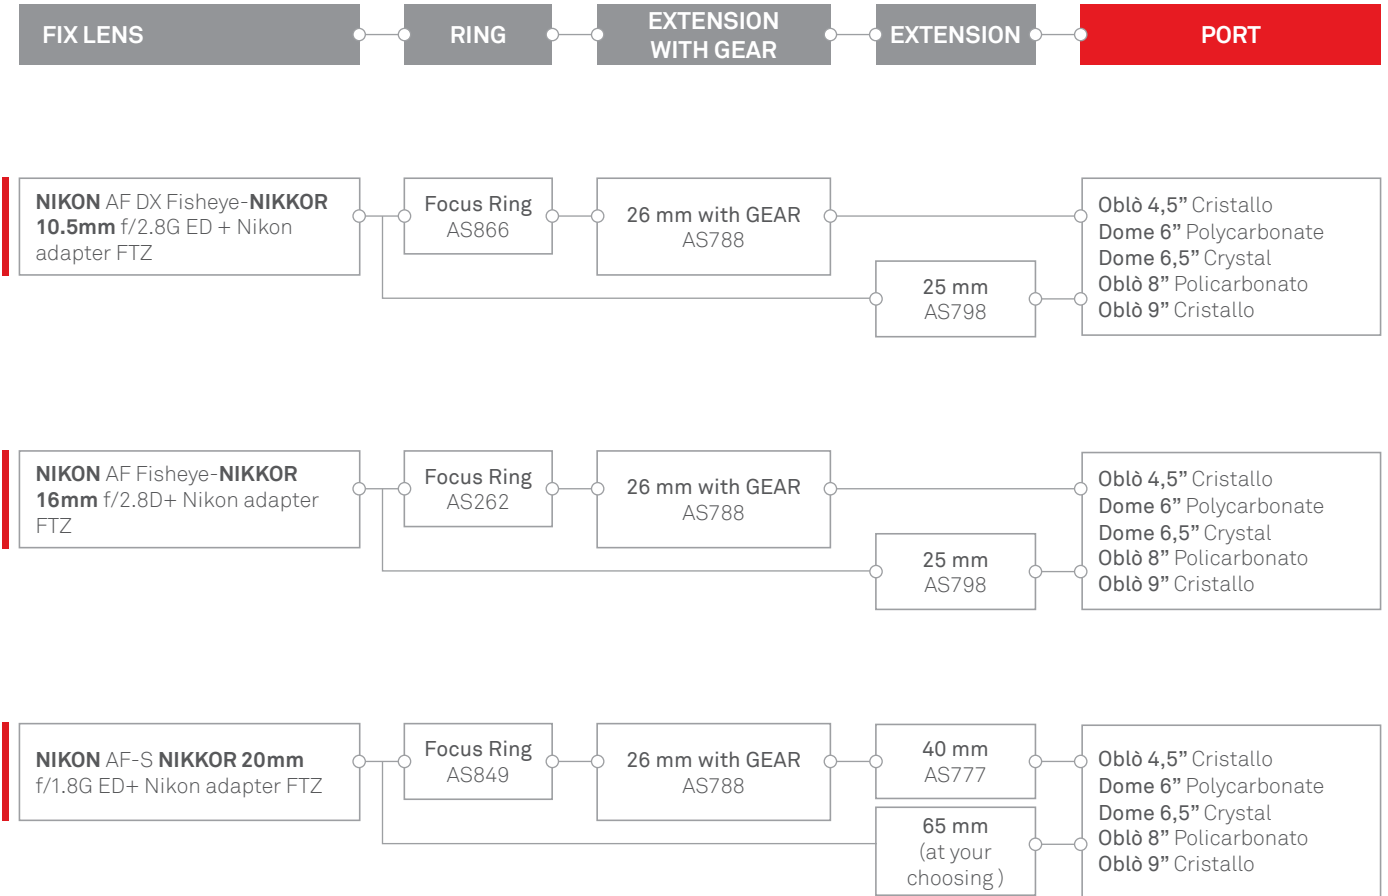 FIX LENS
RING
EXTENSION
WITH GEAR
EXTENSION
PORT
NIKON AF DX Fisheye-NIKKOR
10.5mm f/2.8G ED + Nikon
adapter FTZ
Focus Ring
AS866
26 mm with GEAR
AS788
25 mm
AS798
Oblò 4,5” Cristallo
Dome 6” Polycarbonate
Dome 6,5” Crystal
Oblò 8” Policarbonato
Oblò 9” Cristallo
NIKON AF Fisheye-NIKKOR
16mm f/2.8D+ Nikon adapter
FTZ
Focus Ring
AS262
26 mm with GEAR
AS788
25 mm
AS798
Oblò 4,5” Cristallo
Dome 6” Polycarbonate
Dome 6,5” Crystal
Oblò 8” Policarbonato
Oblò 9” Cristallo
NIKON AF-S NIKKOR 20mm
f/1.8G ED+ Nikon adapter FTZ
Focus Ring
AS849
26 mm with GEAR
AS788
40 mm
AS777
65 mm
(at your
choosing )
Oblò 4,5” Cristallo
Dome 6” Polycarbonate
Dome 6,5” Crystal
Oblò 8” Policarbonato
Oblò 9” Cristallo